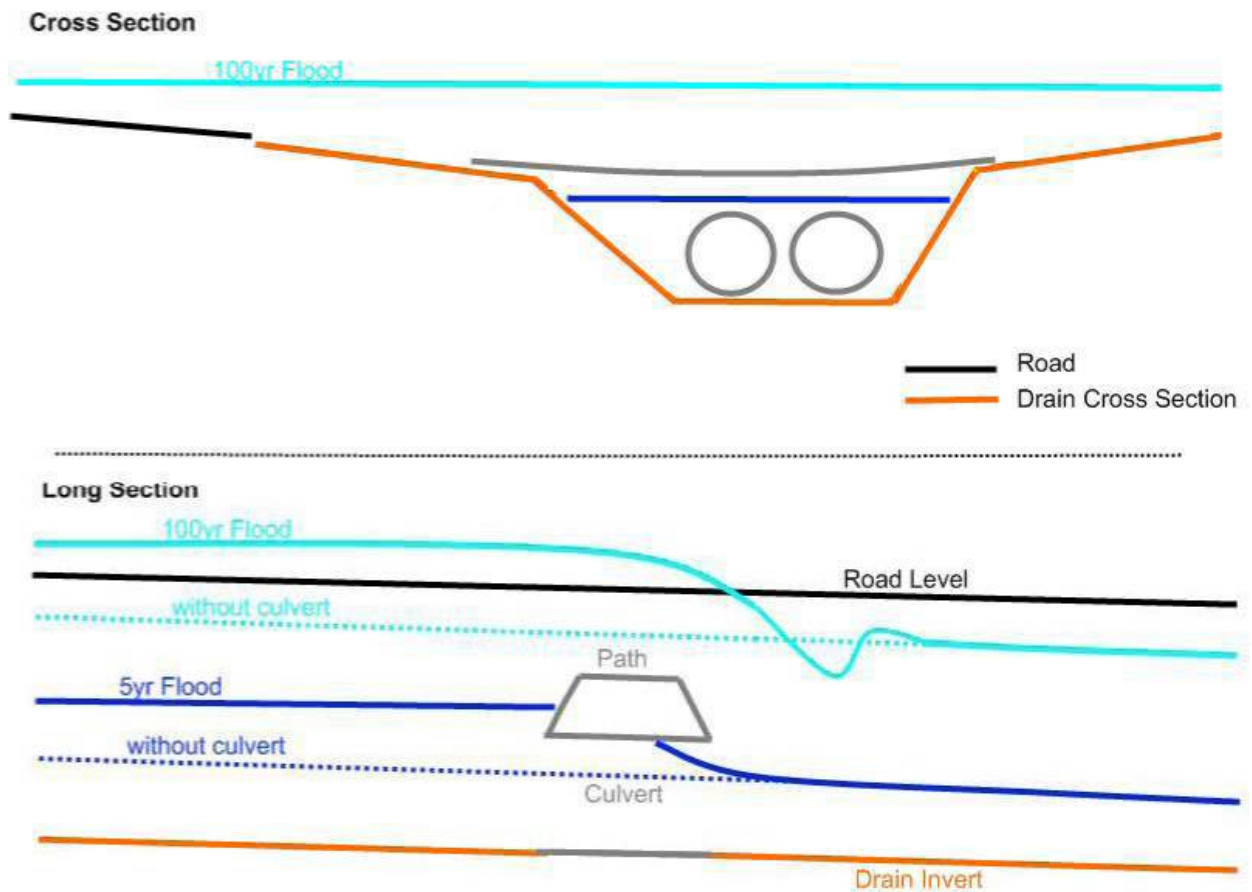 Cross Section
100yr Flood
Road
Drain Cross Section
Long Section
100yr Flood
Road Level
without culvert
Path
5yr Flood
without culvert
Culvert
Drain Invert